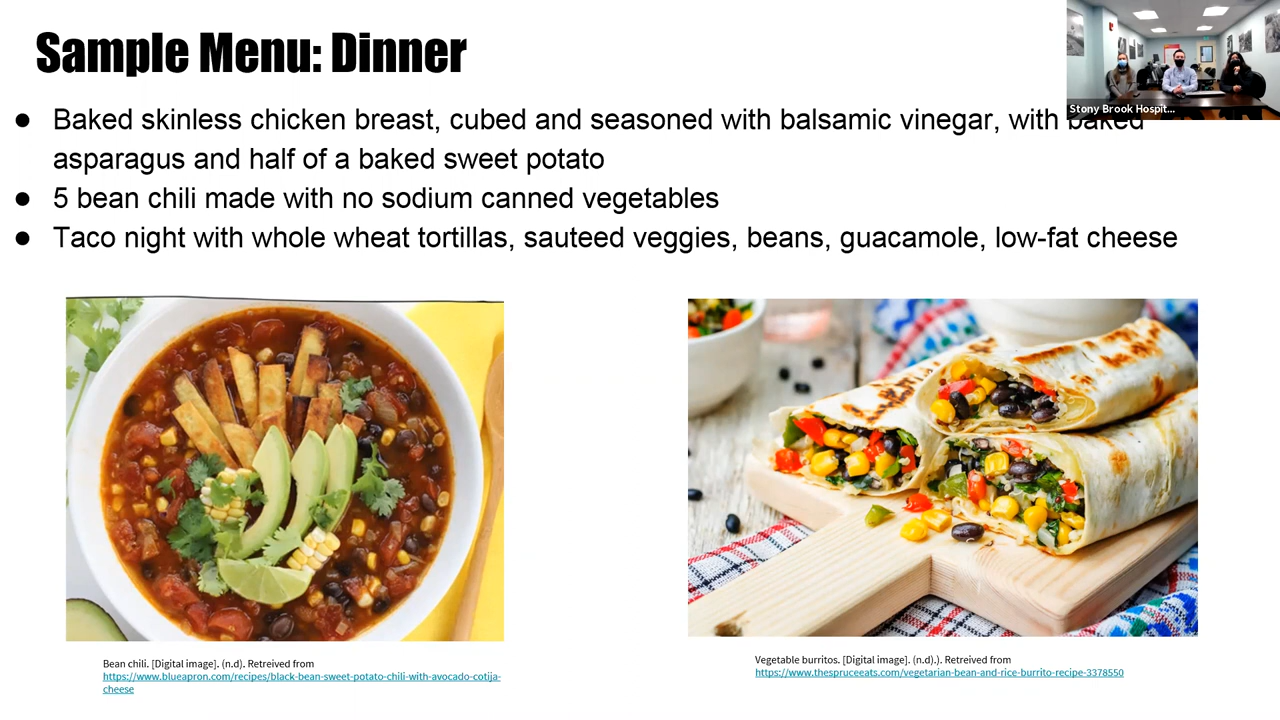 Sample Menu: Dinner
Stony Brook Hospit...
● Baked skinless chicken breast, cubed and seasoned with balsamic vinegar, with baked
asparagus and half of a baked sweet potato
● 5 bean chili made with no sodium canned vegetables
● Taco night with whole wheat tortillas, sauteed veggies, beans, guacamole, low-fat cheese
Bean chili. [Digital image]. (n.d). Retreived from
https://www.blueapron.com/recipes/black-bean-sweet-potato-chili-with-avocado-cotija-
cheese
Vegetable burritos. [Digital image]. (n.d).). Retreived from
https://www.thespruceeats.com/vegetarian-bean-and-rice-burrito-recipe-3378550